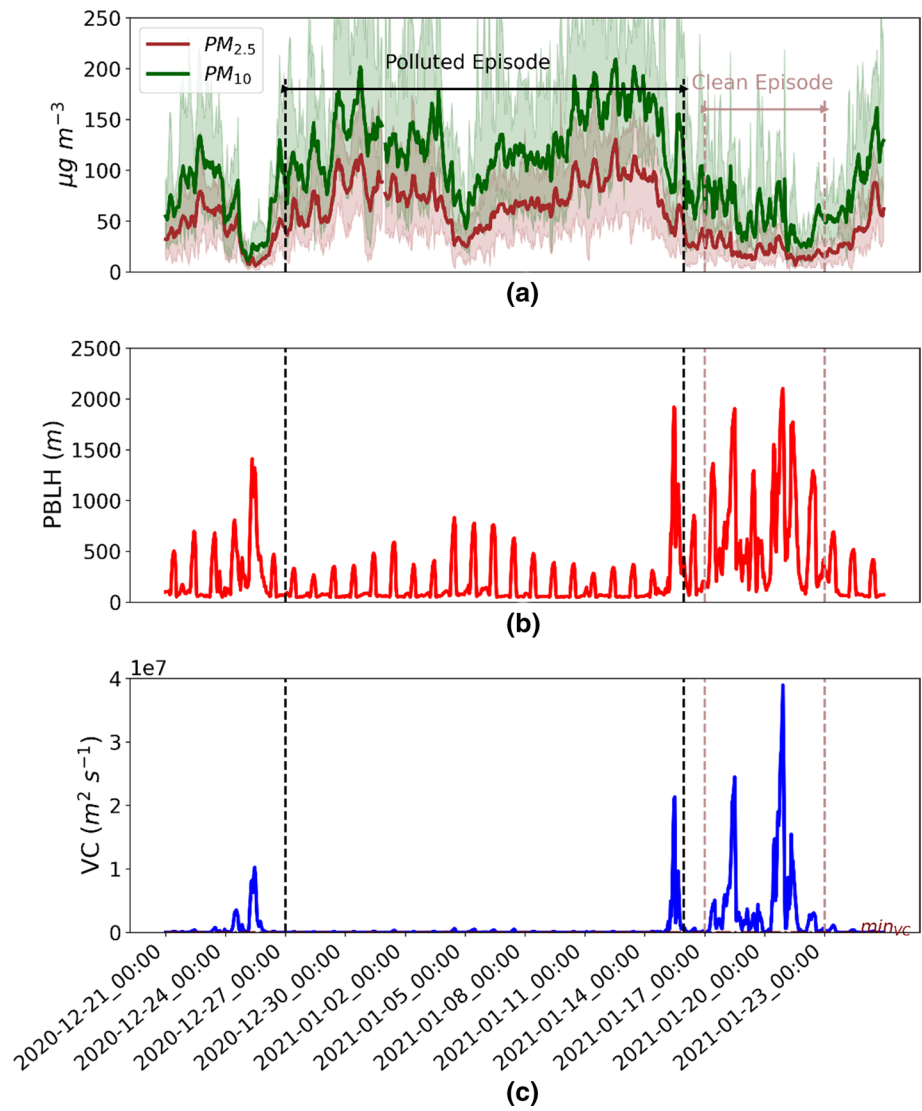 250
200
150
100
50
0
µg m⁻³
PM₂.₅
PM₁₀
Polluted Episode
Clean Episode
(a)
2500
2000
1500
1000
500
0
PBLH (m)
(b)
1e7
4
3
2
1
0
VC (m² s⁻¹)
min_VC
2020-12-21_00:00
2020-12-24_00:00
2020-12-27_00:00
2020-12-30_00:00
2021-01-02_00:00
2021-01-05_00:00
2021-01-08_00:00
2021-01-11_00:00
2021-01-14_00:00
2021-01-17_00:00
2021-01-20_00:00
2021-01-23_00:00
(c)